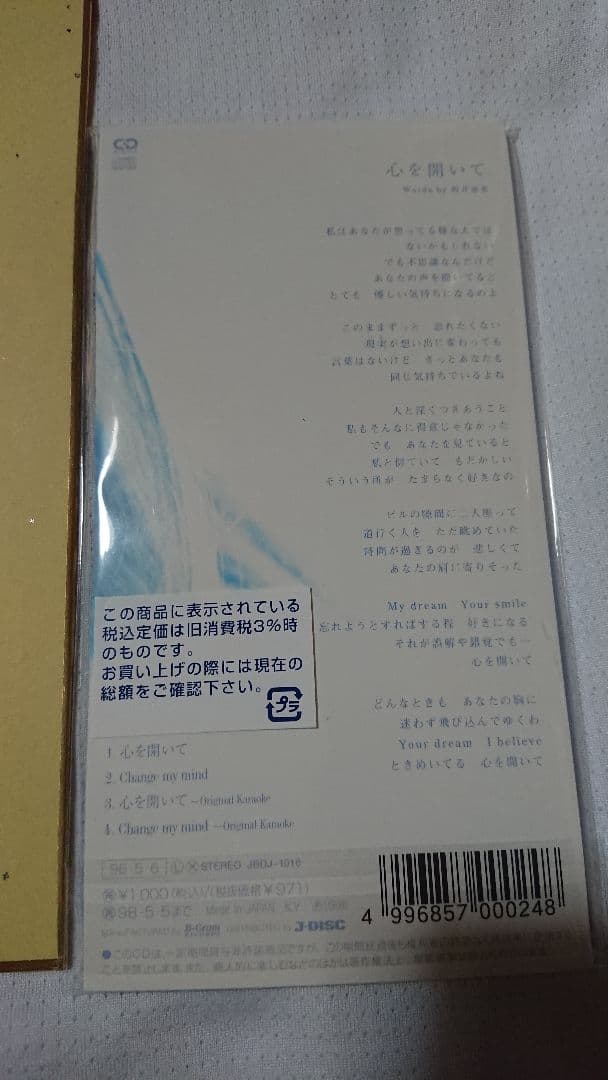 心を開いて
Words by 坂井泉水
私はあなたが想ってる様な人では
ないかもしれない
でも不思議なんだけど
あなたの声を聞いてると
とても 優しい気持ちになるのよ
このままずっと 忘れたくない
現実が想い出に変わっても
言葉はないけど きっとあなたも
同じ気持ちでいるよね
人と深くつきあうこと
私もそんなに得意じゃなかった
でも あなたを見ていると
私と似ていて もどかしい
そういう所が たまらなく好きなの
ビルの隙間に二人座って
道行く人を ただ眺めていた
時間が過ぎるのが 悲しくて
あなたの肩に寄りそった
My dream Your smile
忘れようとすればする程 好きになる
それが誤解や錯覚でも…
心を開いて
どんなときも あなたの胸に
迷わず飛び込んでゆくわ
Your dream I believe
ときめいてる 心を開いて
この商品に表示されている
税込定価は旧消費税3%時
のものです。
お買い上げの際には現在の
総額をご確認下さい。
プラ
1. 心を開いて
2. Change my mind
3. 心を開いて ~Original Karaoke
4. Change my mind ~Original Karaoke
96・5・6 Ⓛ X STEREO JBDJ-1016
¥1,000(税込)/(税抜価格¥971)
98・5・5まで Made in JAPAN
MANUFACTURED BY B-Gram DISTRIBUTED BY J-DISC
4 996857 000248